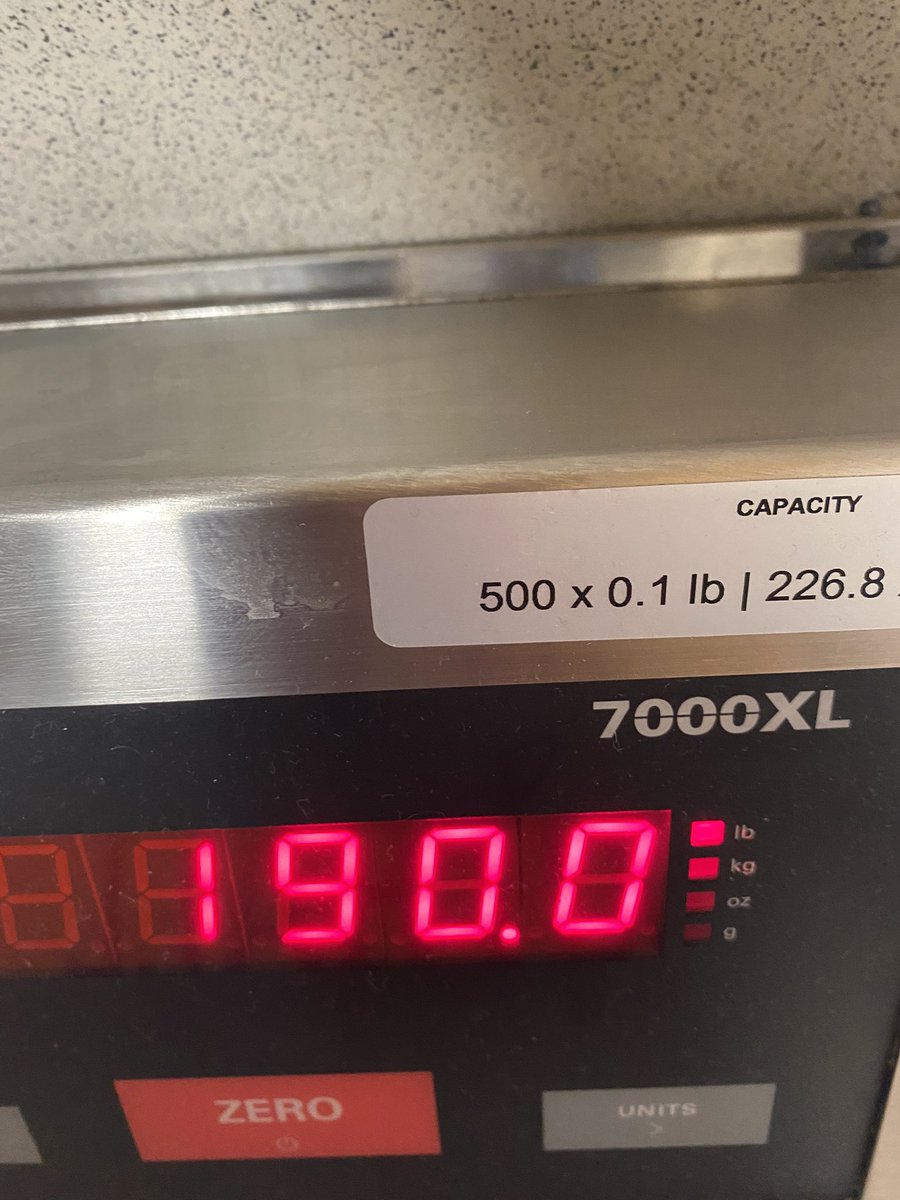 CAPACITY
500 x 0.1 lb | 226.8
7000XL
190.0
lb
kg
oz
g
ZERO
UNITS